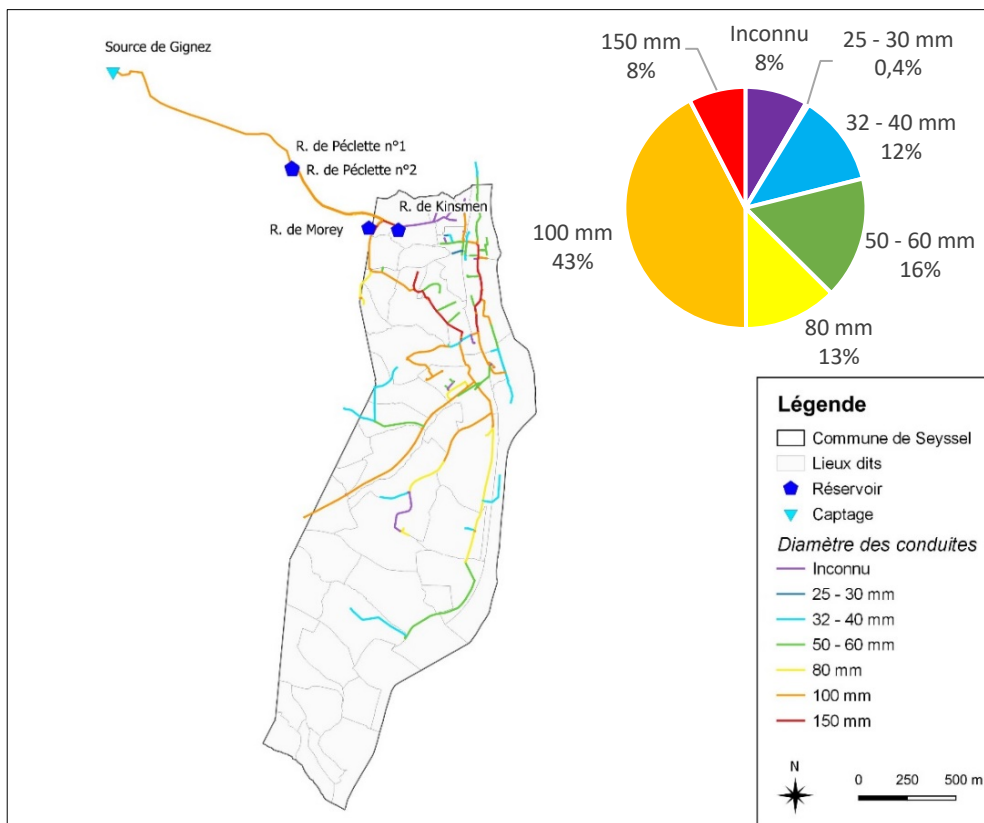 Source de Gignez
R. de Péclette n°1
R. de Péclette n°2
R. de Kinsmen
R. de Morey
150 mm
8%
Inconnu
8%
25 - 30 mm
0,4%
32 - 40 mm
12%
50 - 60 mm
16%
80 mm
13%
100 mm
43%
Légende
Commune de Seyssel
Lieux dits
Réservoir
Captage
Diamètre des conduites
Inconnu
25 - 30 mm
32 - 40 mm
50 - 60 mm
80 mm
100 mm
150 mm
N
0 250 500 m